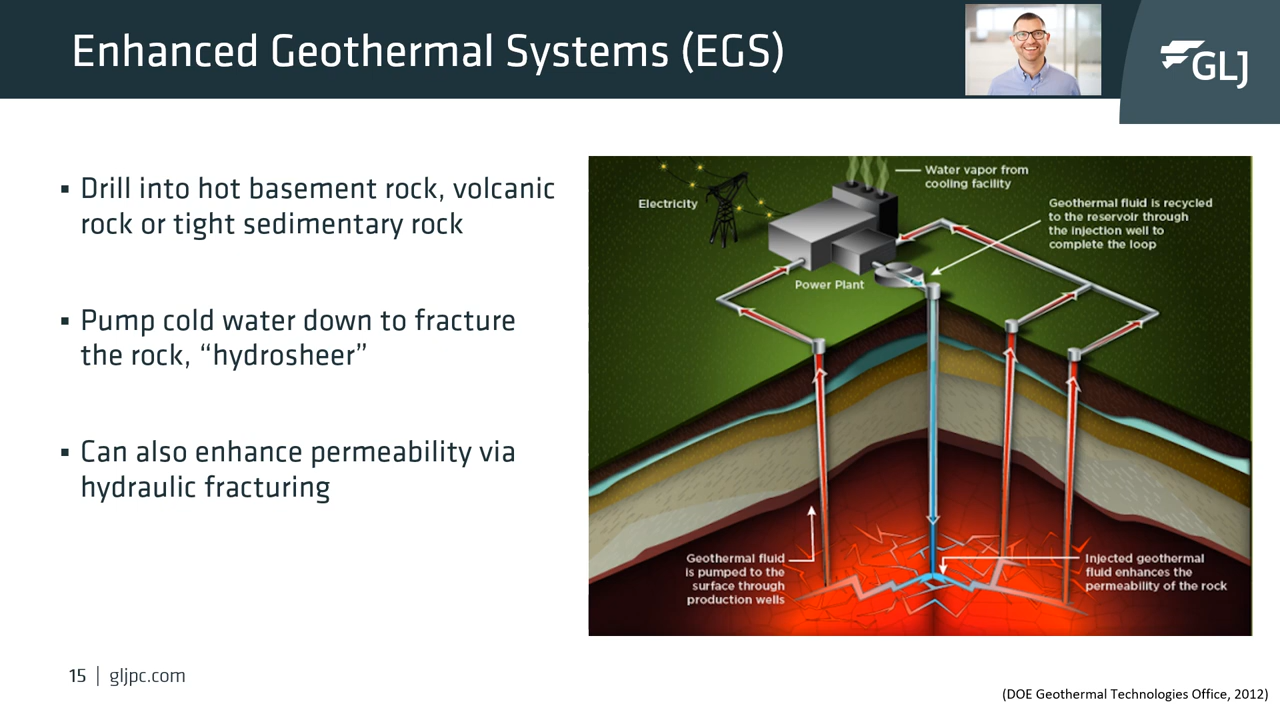 Enhanced Geothermal Systems (EGS)
GLJ
▪ Drill into hot basement rock, volcanic
rock or tight sedimentary rock
▪ Pump cold water down to fracture
the rock, “hydrosheer”
▪ Can also enhance permeability via
hydraulic fracturing
Water vapor from
cooling facility
Electricity
Geothermal fluid is recycled
to the reservoir through
the injection well to
complete the loop
Power Plant
Geothermal fluid
is pumped to the
surface through
production wells
Injected geothermal
fluid enhances the
permeability of the rock
15 | gljpc.com
(DOE Geothermal Technologies Office, 2012)